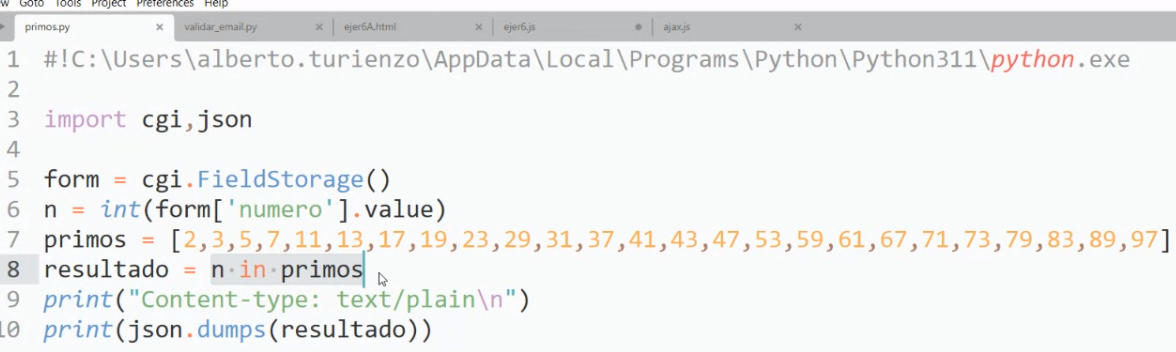 Goto Tools Project Preferences Help
primos.py × validar_email.py × ejer6A.html × ejer6.js ajax.js ×
1 #!C:\Users\alberto.turienzo\AppData\Local\Programs\Python\Python311\python.exe
2
3 import cgi,json
4
5 form = cgi.FieldStorage()
6 n = int(form['numero'].value)
7 primos = [2,3,5,7,11,13,17,19,23,29,31,37,41,43,47,53,59,61,67,71,73,79,83,89,97]
8 resultado = n in primos
9 print("Content-type: text/plain\n")
10 print(json.dumps(resultado))